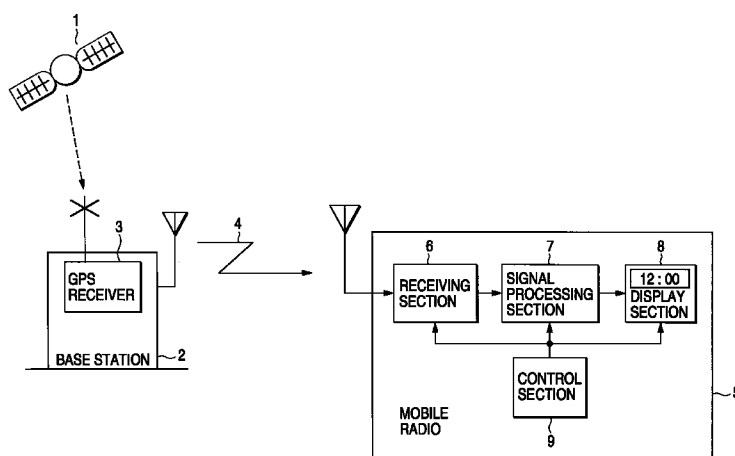 1
3
GPS
RECEIVER
BASE STATION
2
4
6
RECEIVING
SECTION
7
SIGNAL
PROCESSING
SECTION
8
12:00
DISPLAY
SECTION
CONTROL
SECTION
9
MOBILE
RADIO
5